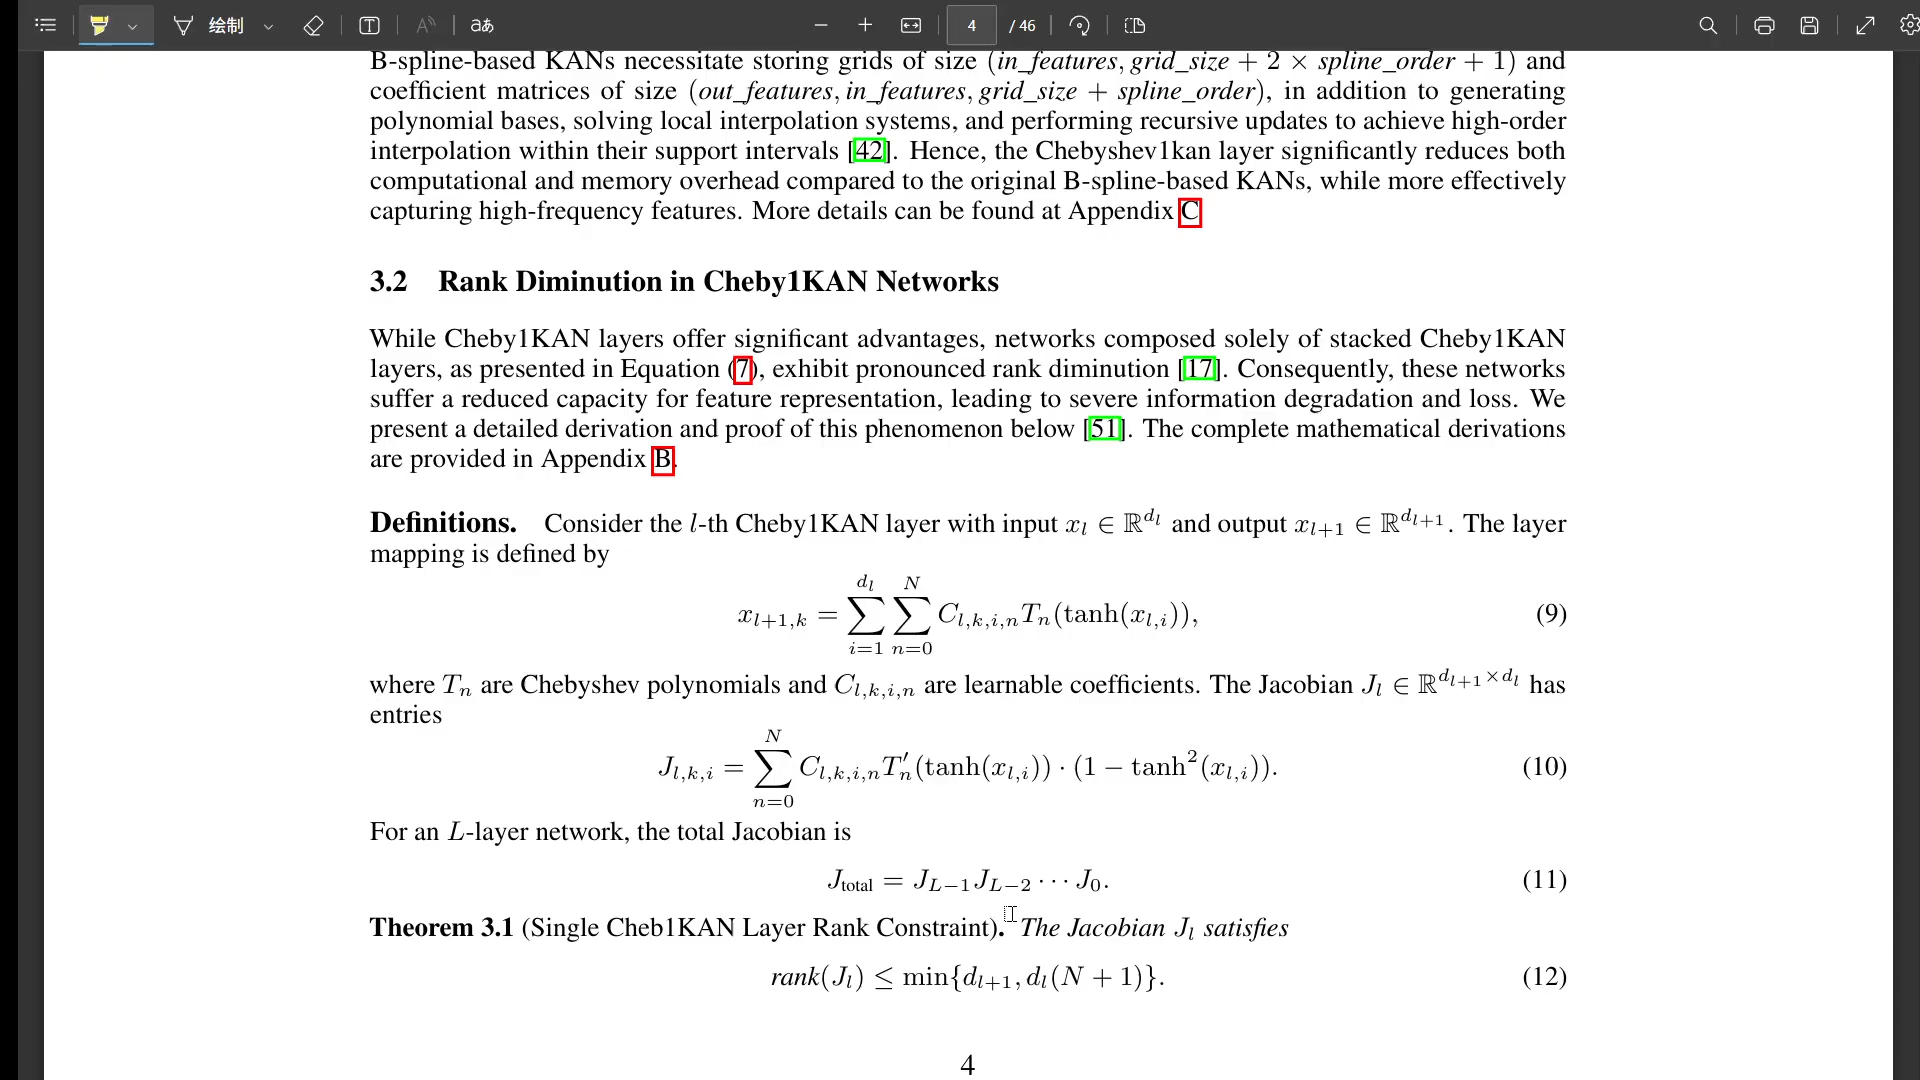 绘制 aあ 4 / 46
B-spline-based KANs necessitate storing grids of size (in_features, grid_size + 2 × spline_order + 1) and
coefficient matrices of size (out_features, in_features, grid_size + spline_order), in addition to generating
polynomial bases, solving local interpolation systems, and performing recursive updates to achieve high-order
interpolation within their support intervals [42]. Hence, the Chebyshev1kan layer significantly reduces both
computational and memory overhead compared to the original B-spline-based KANs, while more effectively
capturing high-frequency features. More details can be found at Appendix C
3.2 Rank Diminution in Cheby1KAN Networks
While Cheby1KAN layers offer significant advantages, networks composed solely of stacked Cheby1KAN
layers, as presented in Equation (7), exhibit pronounced rank diminution [17]. Consequently, these networks
suffer a reduced capacity for feature representation, leading to severe information degradation and loss. We
present a detailed derivation and proof of this phenomenon below [51]. The complete mathematical derivations
are provided in Appendix B.
Definitions. Consider the l-th Cheby1KAN layer with input x_l ∈ ℝ^{d_l} and output x_{l+1} ∈ ℝ^{d_{l+1}}. The layer
mapping is defined by
x_{l+1,k} = ∑_{i=1}^{d_l} ∑_{n=0}^{N} C_{l,k,i,n} T_n(tanh(x_{l,i})), (9)
where T_n are Chebyshev polynomials and C_{l,k,i,n} are learnable coefficients. The Jacobian J_l ∈ ℝ^{d_{l+1}×d_l} has
entries
J_{l,k,i} = ∑_{n=0}^{N} C_{l,k,i,n} T′_n(tanh(x_{l,i})) · (1 − tanh²(x_{l,i})). (10)
For an L-layer network, the total Jacobian is
J_{total} = J_{L−1} J_{L−2} ··· J_0. (11)
Theorem 3.1 (Single Cheb1KAN Layer Rank Constraint). The Jacobian J_l satisfies
rank(J_l) ≤ min{d_{l+1}, d_l(N + 1)}. (12)
4